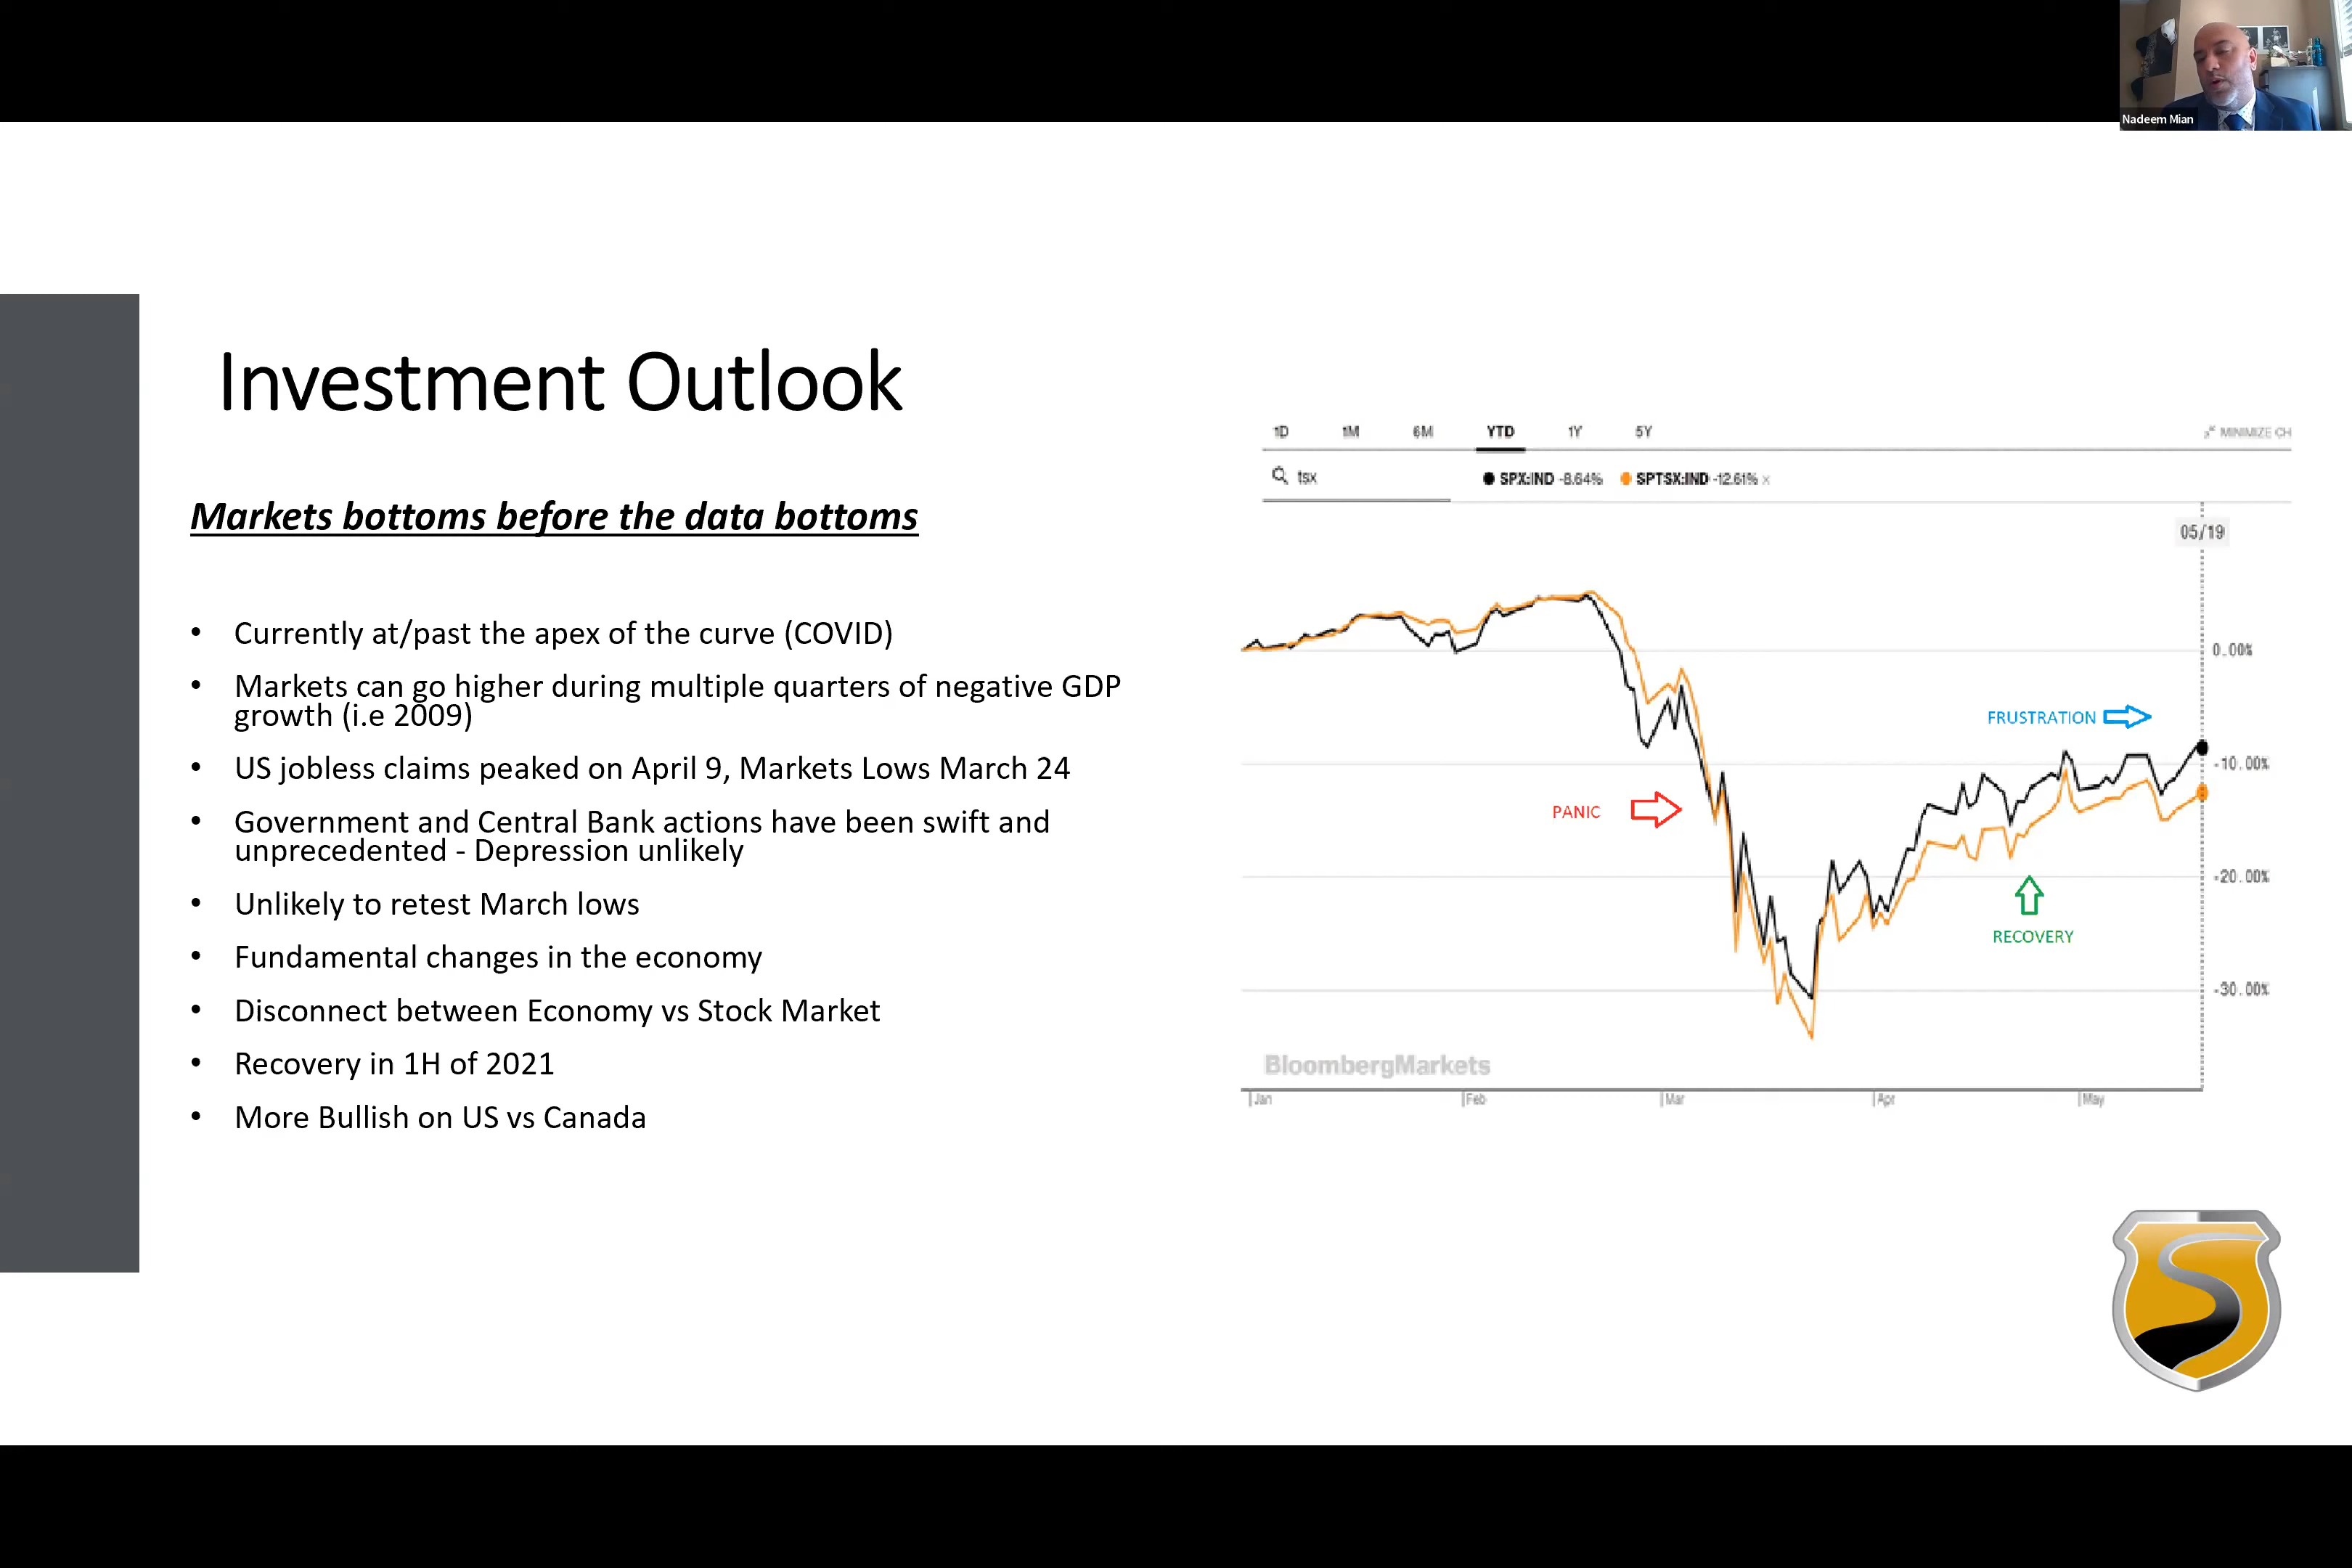 Nadeem Mian
Investment Outlook
Markets bottoms before the data bottoms
• Currently at/past the apex of the curve (COVID)
• Markets can go higher during multiple quarters of negative GDP
growth (i.e 2009)
• US jobless claims peaked on April 9, Markets Lows March 24
• Government and Central Bank actions have been swift and
unprecedented - Depression unlikely
• Unlikely to retest March lows
• Fundamental changes in the economy
• Disconnect between Economy vs Stock Market
• Recovery in 1H of 2021
• More Bullish on US vs Canada
1D 1M 6M YTD 1Y 5Y MINIMIZE CH
tsx SPX:IND -8.64% SPTSX:IND -12.61% x
05/19
0.00%
FRUSTRATION
-10.00%
PANIC
-20.00%
RECOVERY
-30.00%
BloombergMarkets
Jan Feb Mar Apr May